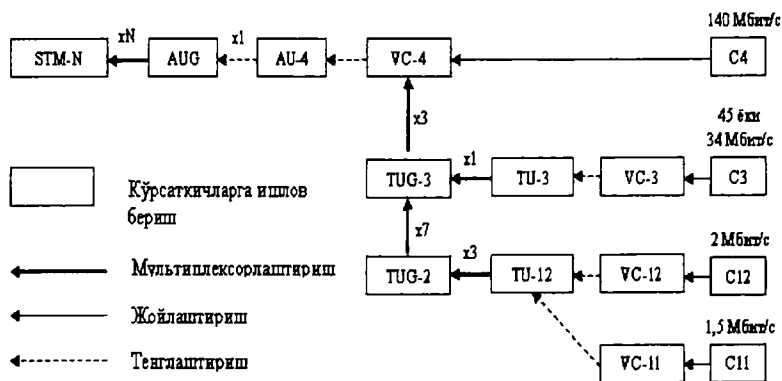 140 Мбит/с
xN
x1
STM-N
AUG
AU-4
VC-4
C4
x3
45 ёки
34 Мбит/с
x1
TUG-3
TU-3
VC-3
C3
Кўрсаткичларга ишлов
бериш
x7
x3
2 Мбит/с
Мультиплексорлаштириш
TUG-2
TU-12
VC-12
C12
Жойлаштириш
1,5 Мбит/с
Тенглаштириш
VC-11
C11